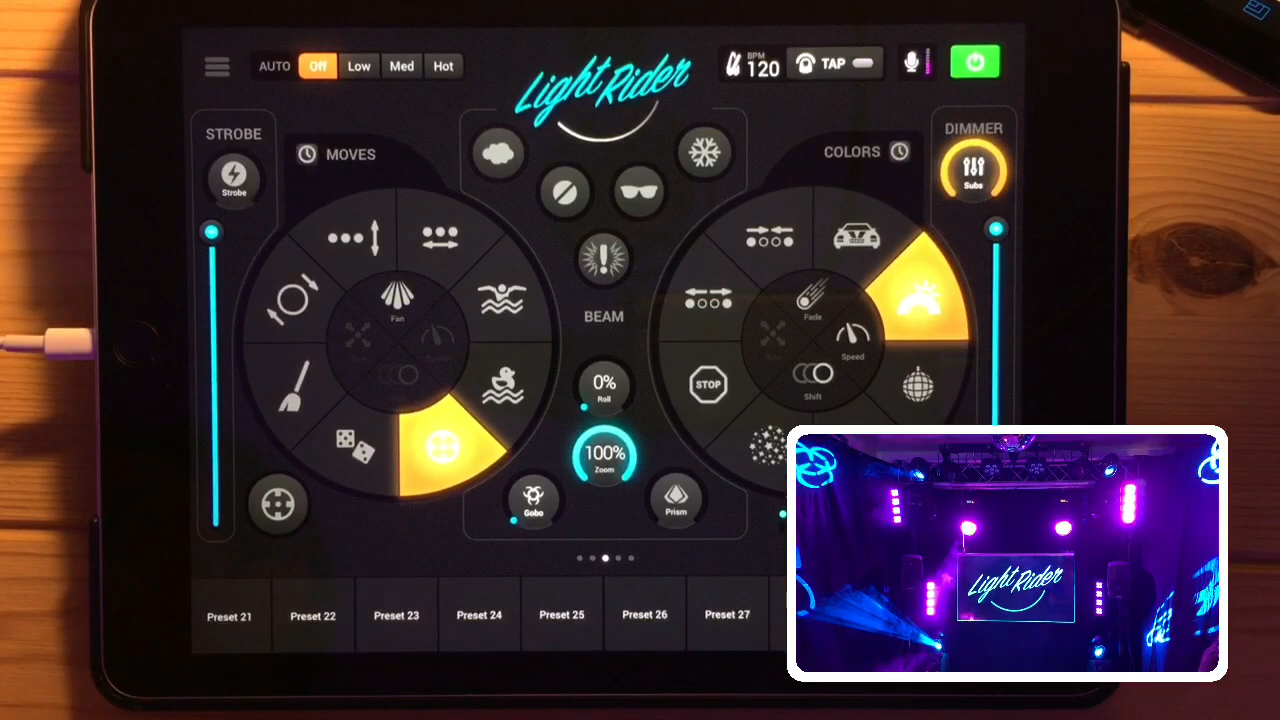 AUTO Off Low Med Hot
Light Rider
BPM
120
TAP
STROBE
Strobe
MOVES
COLORS
DIMMER
Subs
Fan
BEAM
0%
Roll
100%
Zoom
Gobo
Prism
Fade
Speed
Shift
STOP
Preset 21
Preset 22
Preset 23
Preset 24
Preset 25
Preset 26
Preset 27
Light Rider